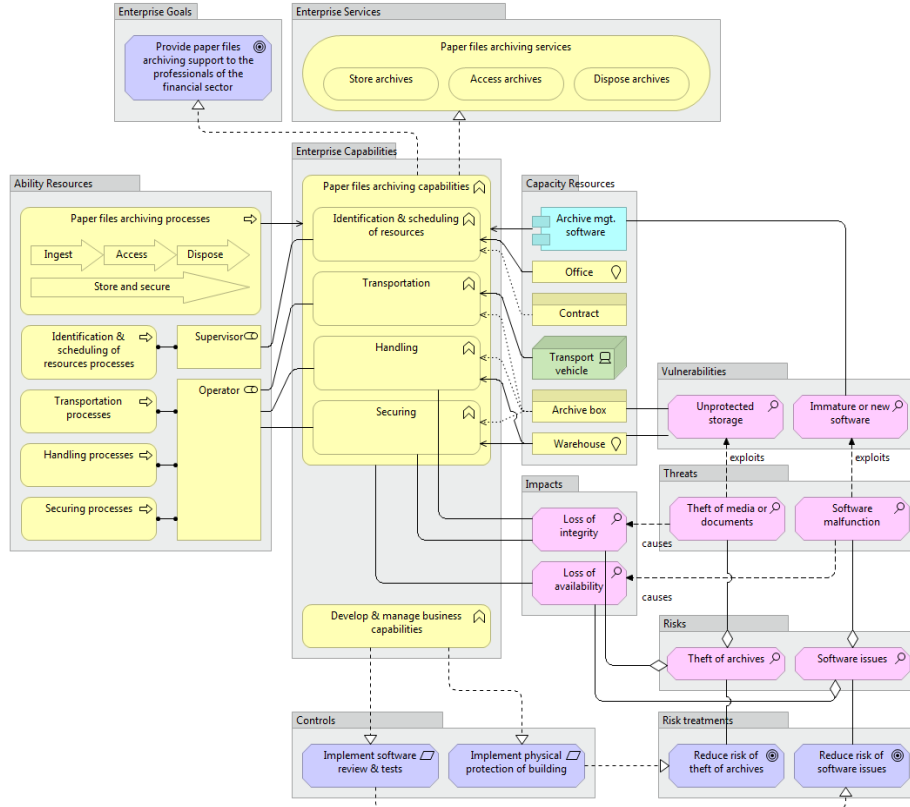 Enterprise Goals
Provide paper files
archiving support to the
professionals of the
financial sector
Enterprise Services
Paper files archiving services
Store archives
Access archives
Dispose archives
Ability Resources
Paper files archiving processes
Ingest
Access
Dispose
Store and secure
Identification &
scheduling of
resources processes
Supervisor
Transportation
processes
Operator
Handling processes
Securing processes
Enterprise Capabilities
Paper files archiving capabilities
Identification & scheduling
of resources
Transportation
Handling
Securing
Develop & manage business
capabilities
Capacity Resources
Archive mgt.
software
Office
Contract
Transport
vehicle
Archive box
Warehouse
Vulnerabilities
Unprotected
storage
Immature or new
software
exploits
exploits
Threats
Theft of media or
documents
Software
malfunction
causes
causes
Impacts
Loss of
integrity
Loss of
availability
Risks
Theft of archives
Software issues
Controls
Implement software
review & tests
Implement physical
protection of building
Risk treatments
Reduce risk of
theft of archives
Reduce risk of
software issues